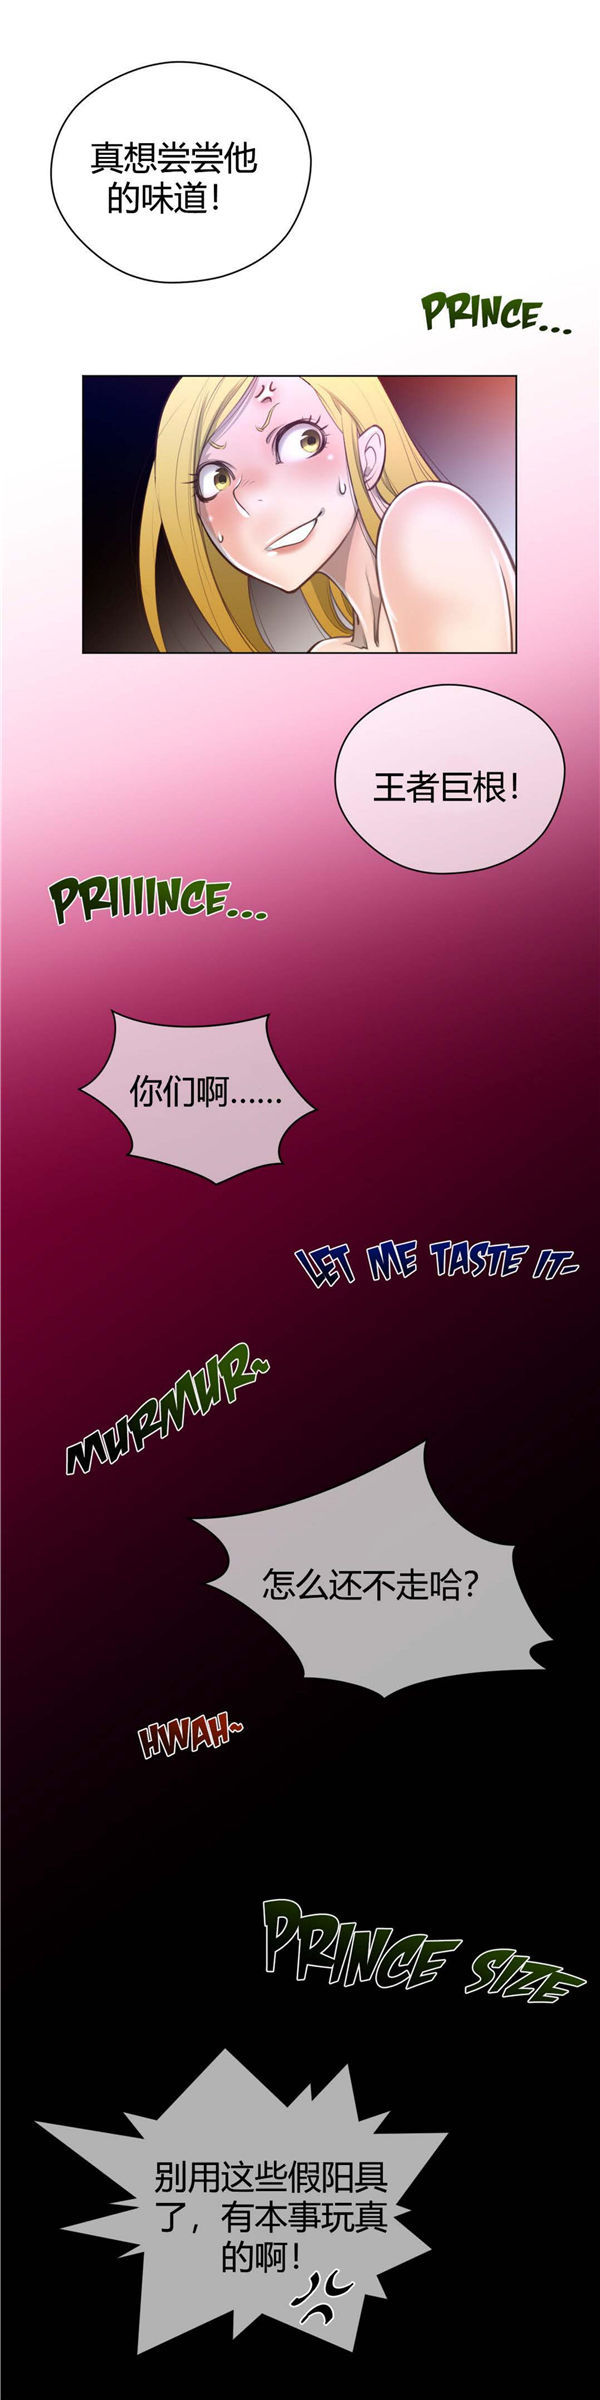 真想尝尝他
的味道！
PRINCE...
王者巨根！
PRIIIINCE...
你们啊……
LET ME TASTE IT~
MURMUR~
怎么还不走哈？
HWAH~
PRINCE SIZE
别用这些假阳具
了，有本事玩真
的啊！